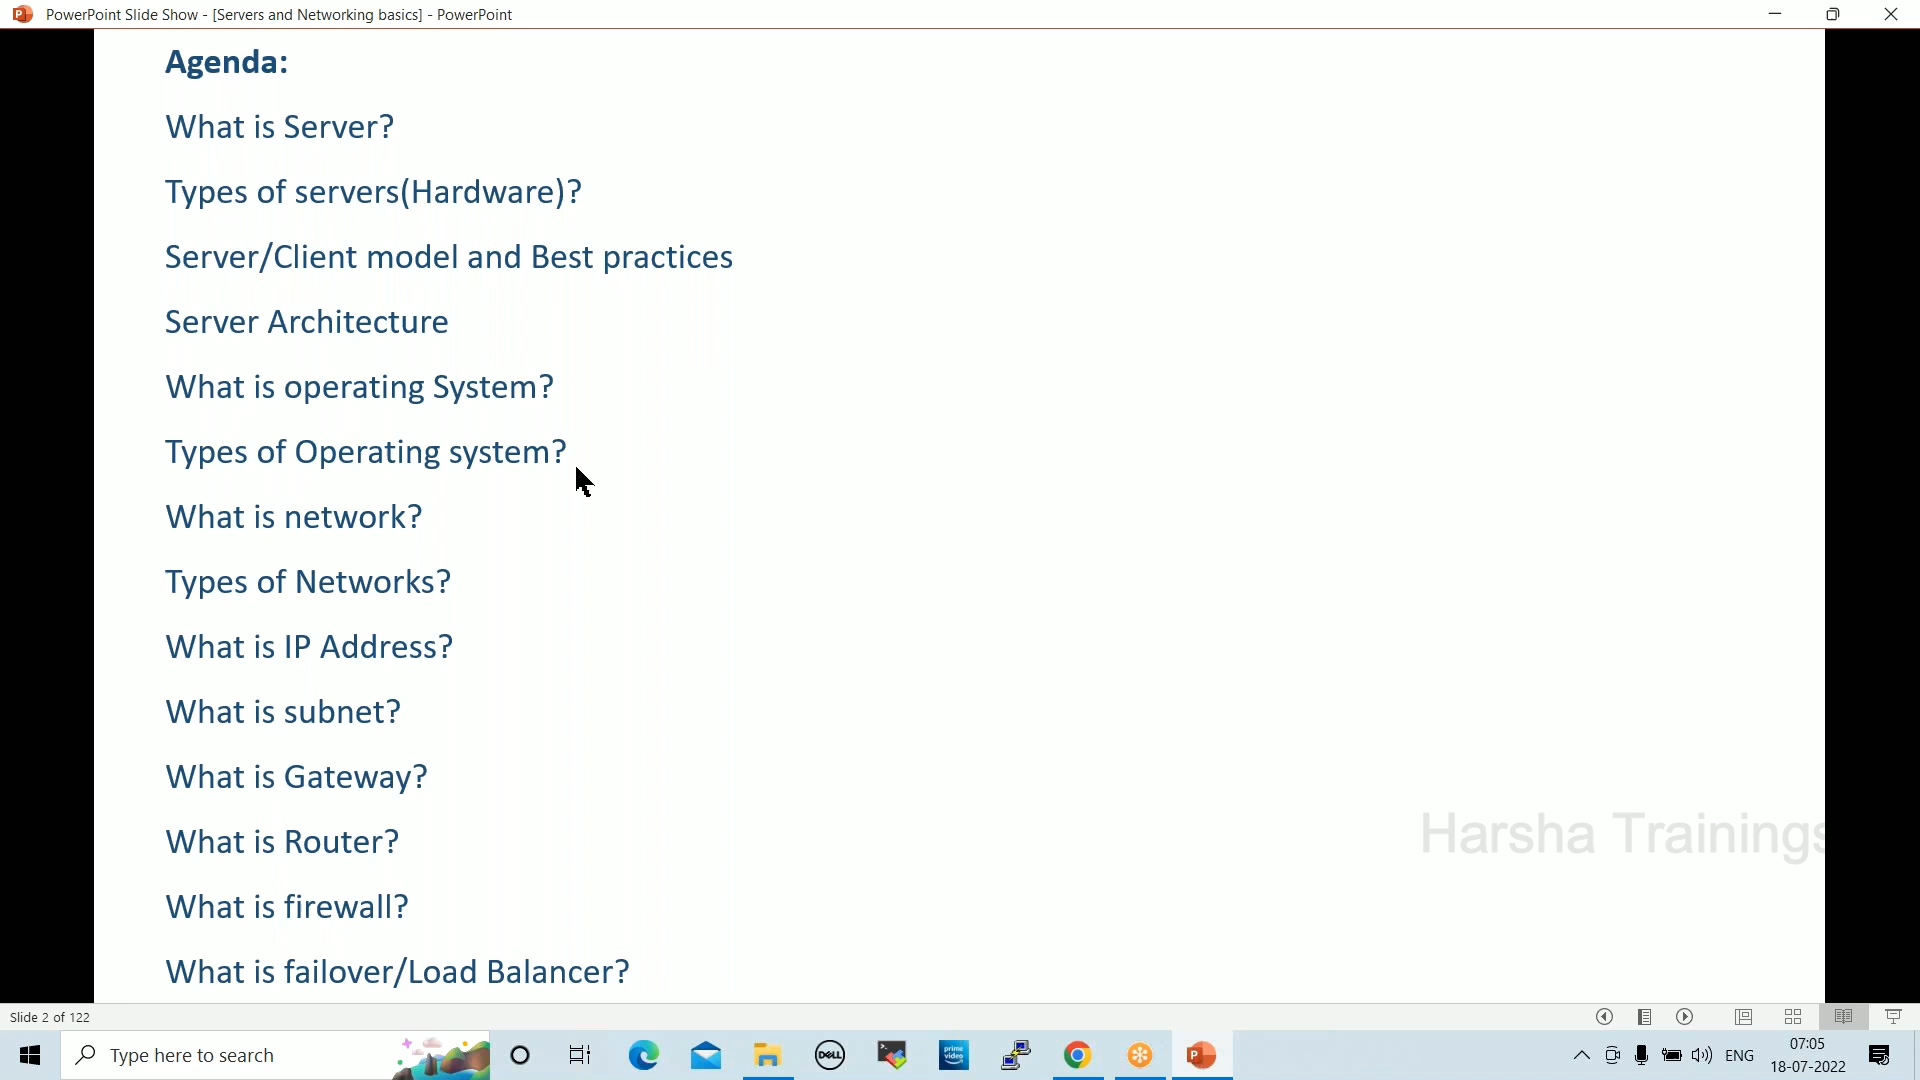 PowerPoint Slide Show - [Servers and Networking basics] - PowerPoint
Agenda:
What is Server?
Types of servers(Hardware)?
Server/Client model and Best practices
Server Architecture
What is operating System?
Types of Operating system?
What is network?
Types of Networks?
What is IP Address?
What is subnet?
What is Gateway?
What is Router?
What is firewall?
What is failover/Load Balancer?
Harsha Trainings
Slide 2 of 122
Type here to search
DELL
prime video
ENG
07:05
18-07-2022